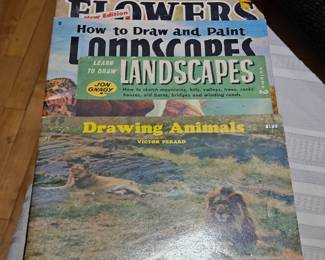 FLOWERS
New Edition
How to Draw and Paint
LANDSCAPES
LEARN TO DRAW
JON GNAGY
LANDSCAPES
How to sketch mountains, hills, valleys, trees, rocks,
houses, old barns, bridges and winding roads.
Drawing Animals
VICTOR PERARD